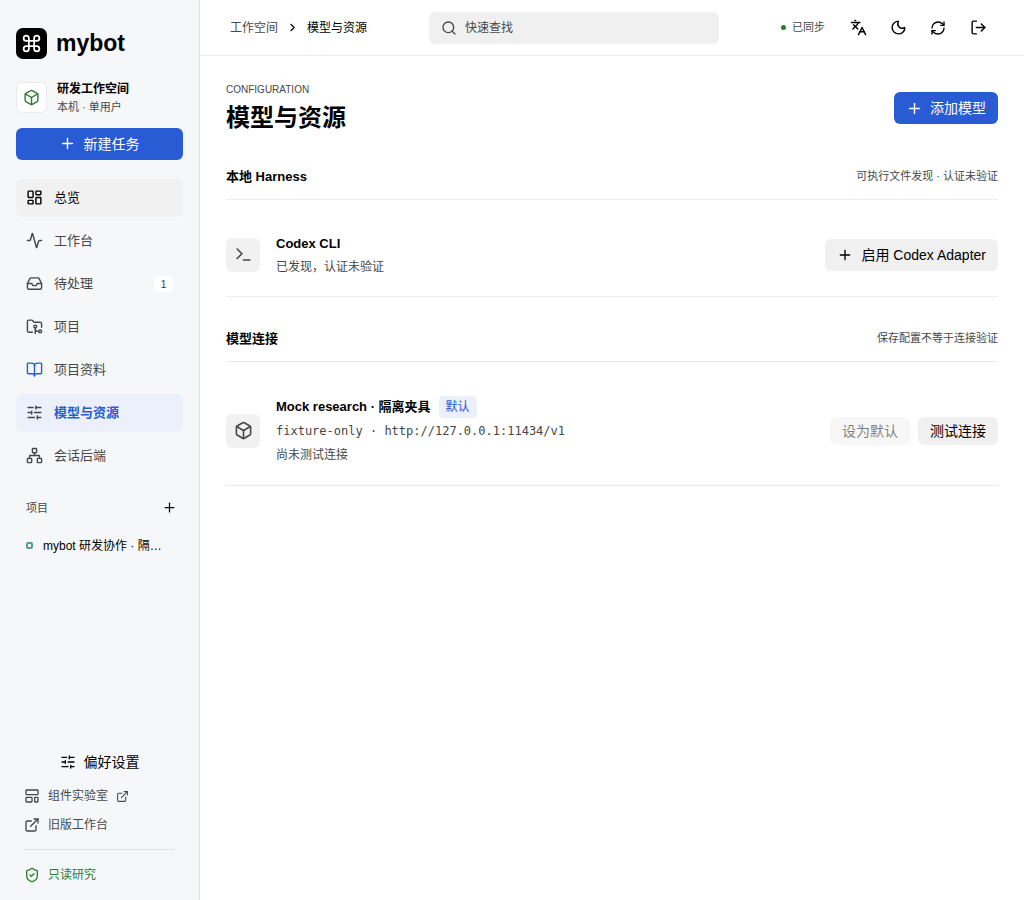 mybot
研发工作空间
本机 · 单用户
新建任务
总览
工作台
待处理 1
项目
项目资料
模型与资源
会话后端
项目
mybot 研发协作 · 隔…
偏好设置
组件实验室
旧版工作台
只读研究
工作空间 模型与资源
快速查找
已同步
CONFIGURATION
模型与资源
添加模型
本地 Harness
可执行文件发现 · 认证未验证
Codex CLI
已发现，认证未验证
启用 Codex Adapter
模型连接
保存配置不等于连接验证
Mock research · 隔离夹具 默认
fixture-only · http://127.0.0.1:11434/v1
尚未测试连接
设为默认 测试连接